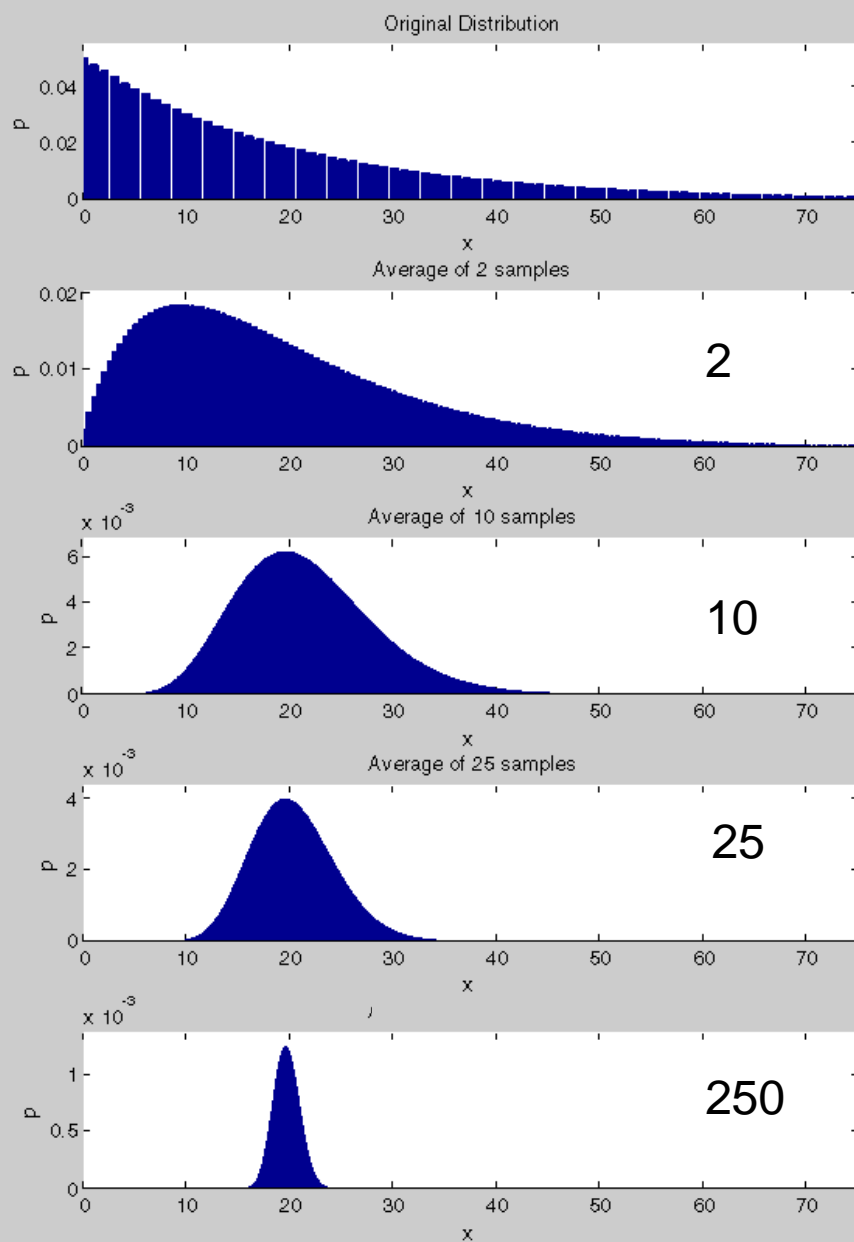 Original Distribution
0.04
0.02
0
p
0 10 20 30 40 50 60 70
x
Average of 2 samples
0.02
0.01
0
p
2
0 10 20 30 40 50 60 70
x
x 10^-3
Average of 10 samples
6
4
2
0
p
10
0 10 20 30 40 50 60 70
x
x 10^-3
Average of 25 samples
4
2
0
p
25
0 10 20 30 40 50 60 70
x
x 10^-3
1
0.5
0
p
250
0 10 20 30 40 50 60 70
x